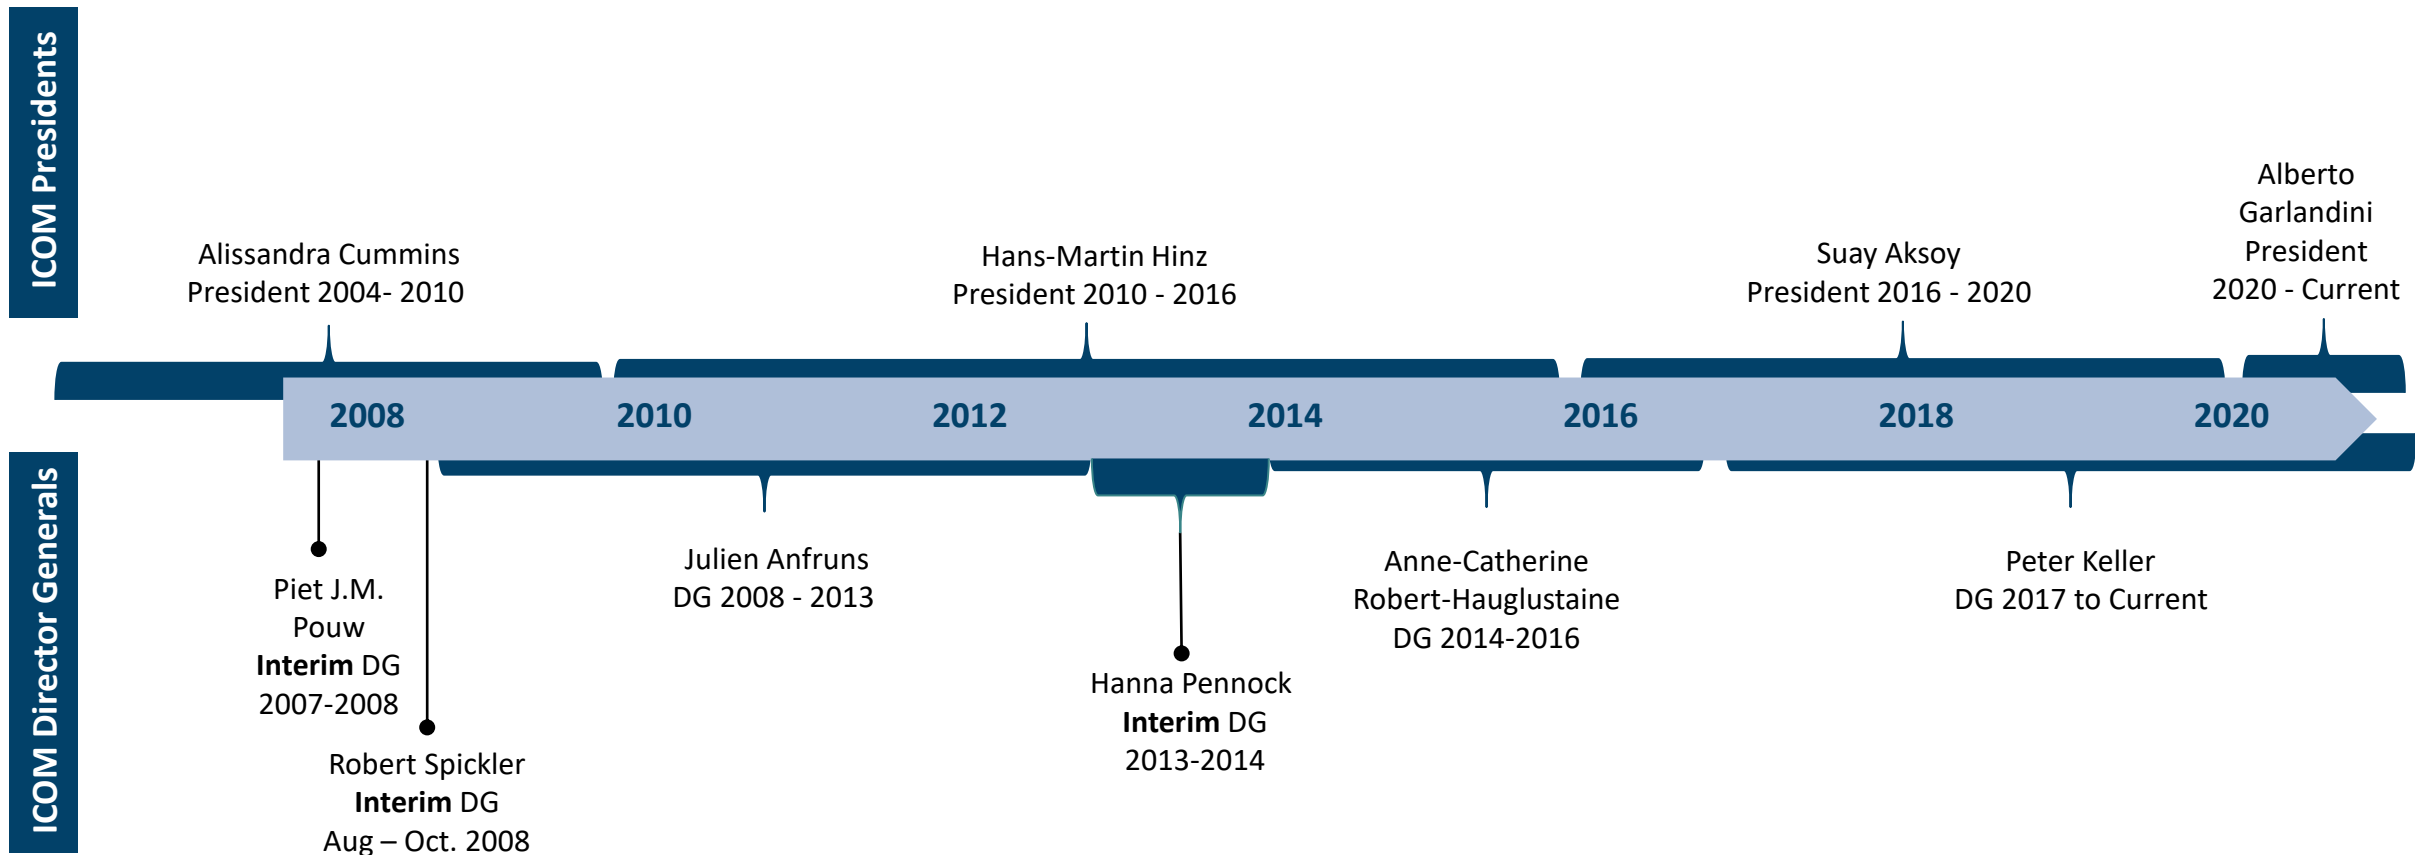 ICOM Presidents
Alissandra Cummins
President 2004- 2010
Hans-Martin Hinz
President 2010 - 2016
Suay Aksoy
President 2016 - 2020
Alberto
Garlandini
President
2020 - Current
2008
2010
2012
2014
2016
2018
2020
ICOM Director Generals
Piet J.M.
Pouw
Interim DG
2007-2008
Robert Spickler
Interim DG
Aug – Oct. 2008
Julien Anfruns
DG 2008 - 2013
Hanna Pennock
Interim DG
2013-2014
Anne-Catherine
Robert-Hauglustaine
DG 2014-2016
Peter Keller
DG 2017 to Current